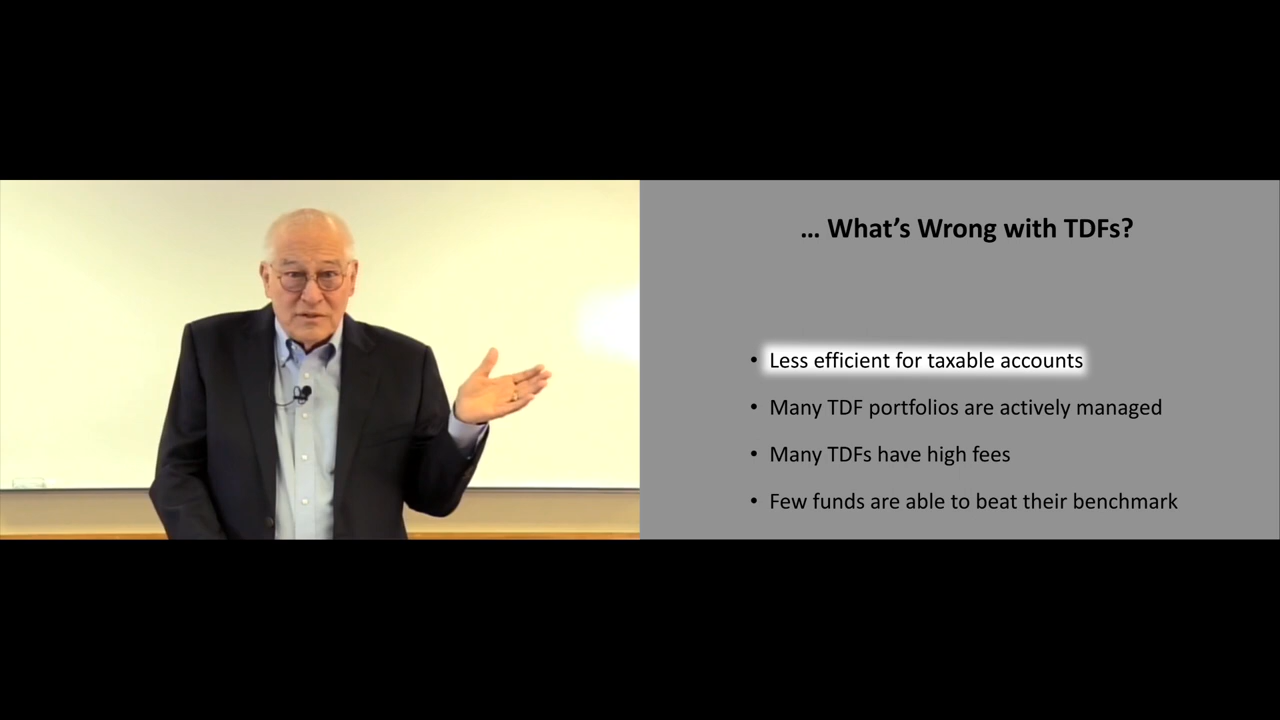 … What’s Wrong with TDFs?
• Less efficient for taxable accounts
• Many TDF portfolios are actively managed
• Many TDFs have high fees
• Few funds are able to beat their benchmark